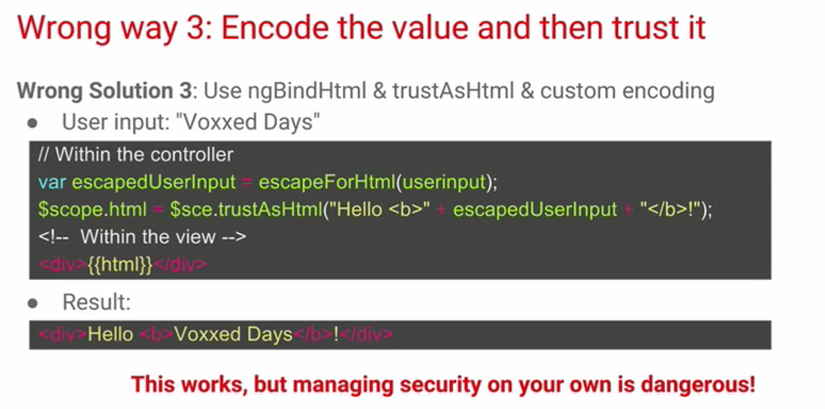 Wrong way 3: Encode the value and then trust it
Wrong Solution 3: Use ngBindHtml & trustAsHtml & custom encoding
● User input: "Voxxed Days"
// Within the controller
var escapedUserInput = escapeForHtml(userinput);
$scope.html = $sce.trustAsHtml("Hello <b>" + escapedUserInput + "</b>!");
<!-- Within the view -->
<div>{{html}}</div>
● Result:
<div>Hello <b>Voxxed Days</b>!</div>
This works, but managing security on your own is dangerous!